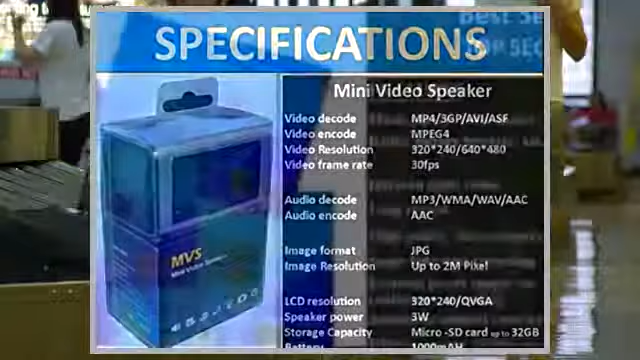 SPECIFICATIONS
Mini Video Speaker
Video decode MP4/3GP/AVI/ASF
Video encode MPEG4
Video Resolution 320*240/640*480
Video frame rate 30fps
Audio decode MP3/WMA/WAV/AAC
Audio encode AAC
Image format JPG
Image Resolution Up to 2M Pixel
LCD resolution 320*240/QVGA
Speaker power 3W
Storage Capacity Micro -SD card up to 32GB
Battery 1000mAH
MVS
Mini Video Speaker